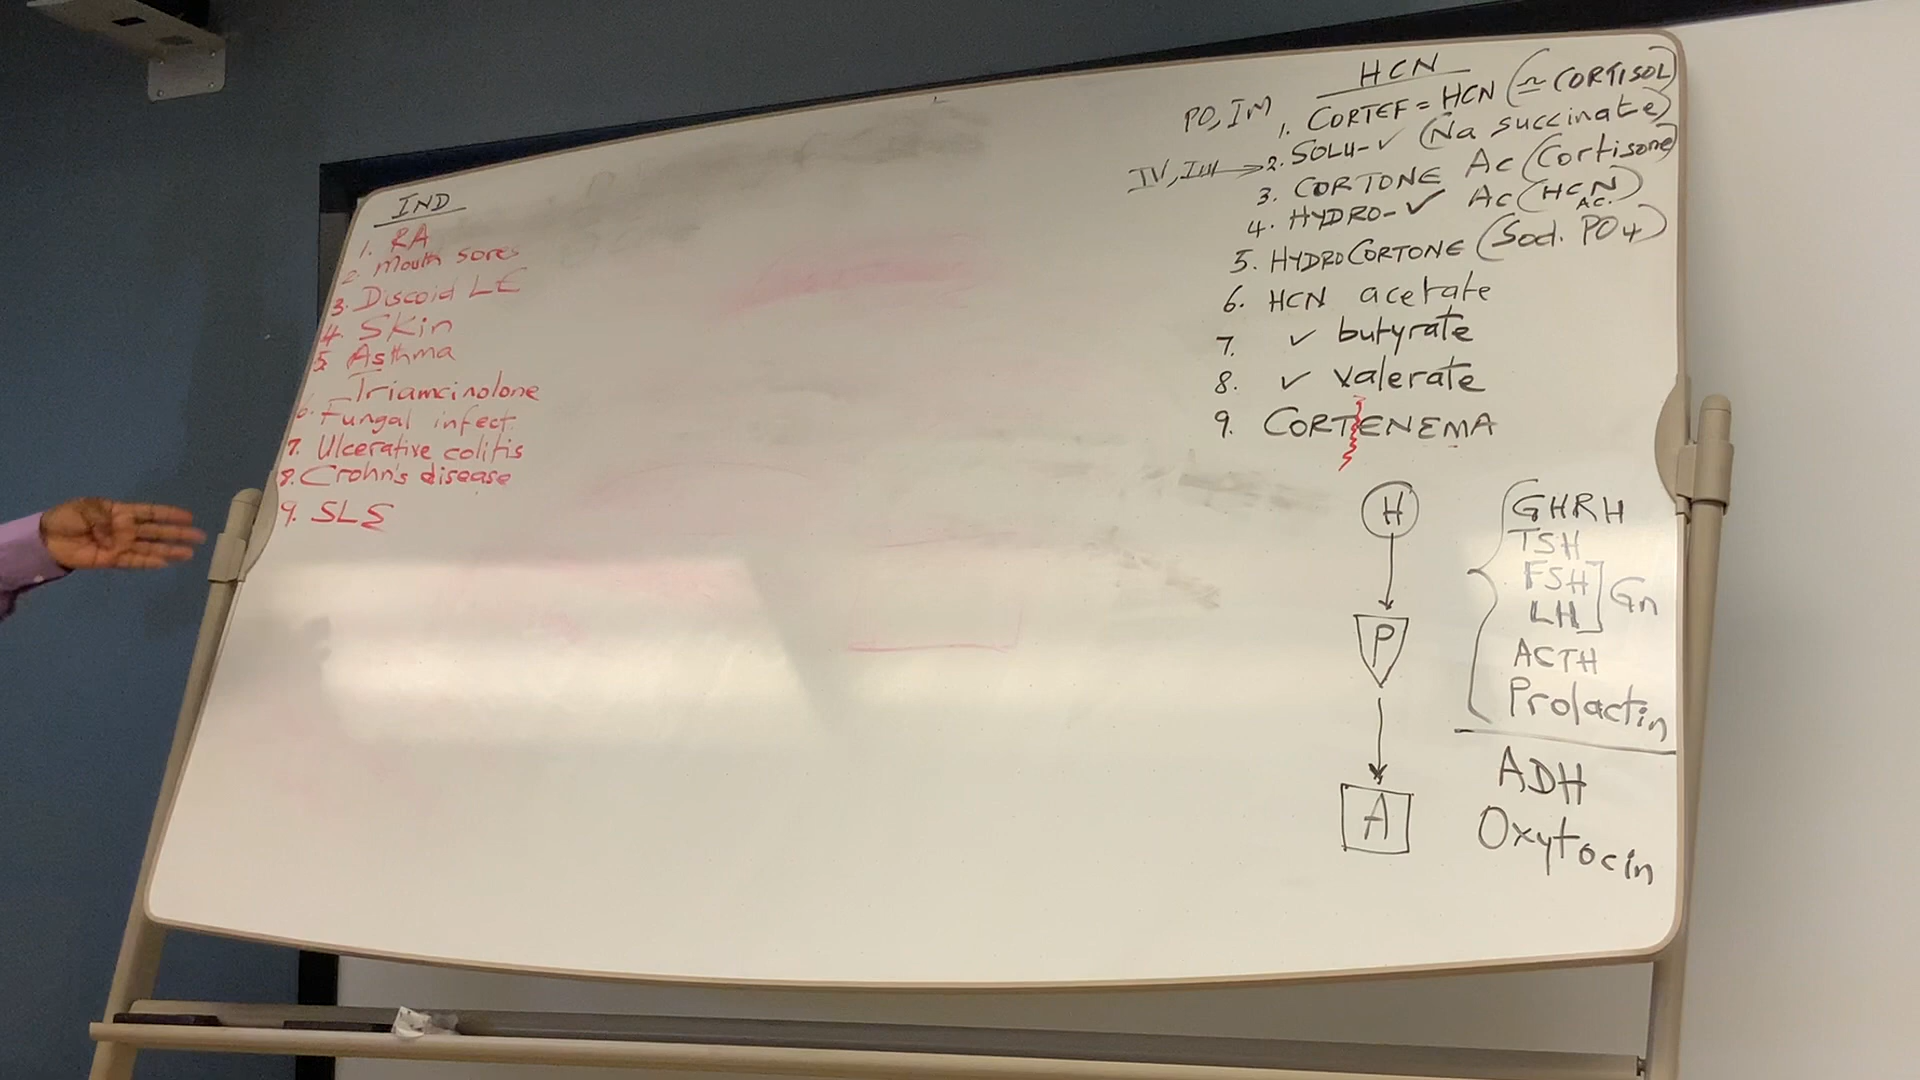 IND
1. RA
2. Mouth sores
3. Discoid LE
4. Skin
5. Asthma
Triamcinolone
6. Fungal infect.
7. Ulcerative colitis
8. Crohn's disease
9. SLE
HCN
PO, IM 1. CORTEF = HCN (≃ CORTISOL)
IV, IM → 2. SOLU- ✓ (Na succinate)
3. CORTONE Ac (Cortisone)
4. HYDRO- ✓ Ac (HCN AC.)
5. HYDROCORTONE (Sod. PO4)
6. HCN acetate
7. ✓ butyrate
8. ✓ valerate
9. CORTENEMA
H
P
A
GHRH
TSH
FSH
LH
Gn
ACTH
Prolactin
ADH
Oxytocin